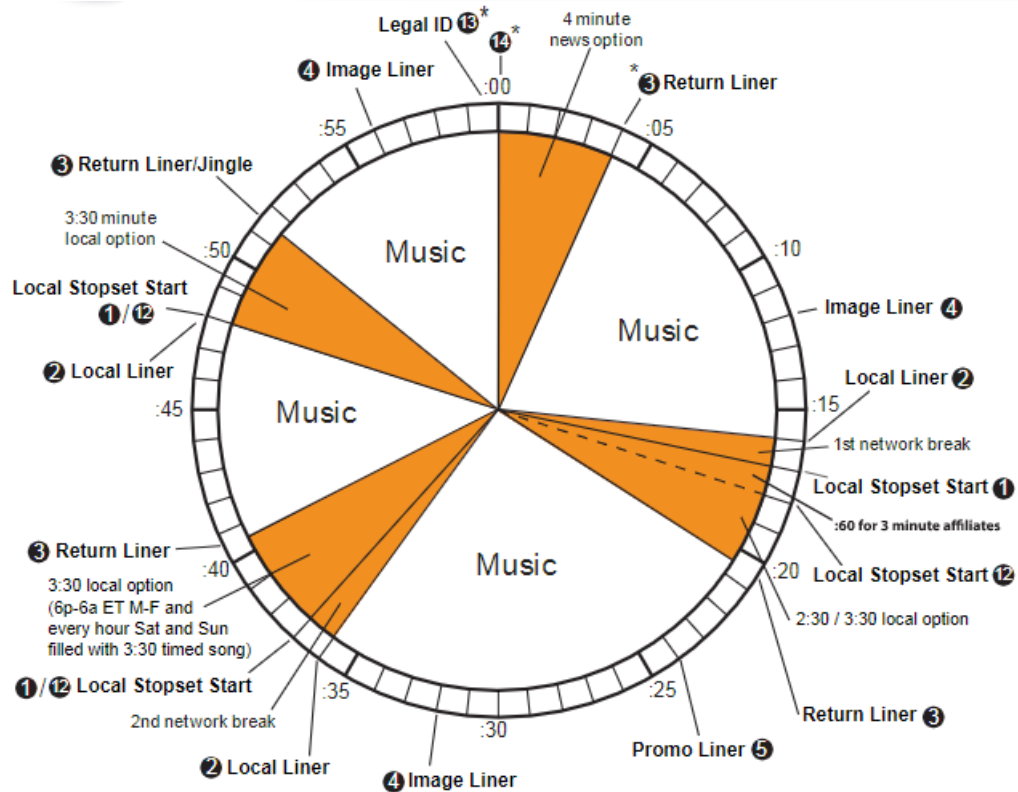 Legal ID 13*
14*
:00
4 minute
news option
* 3 Return Liner
:05
4 Image Liner
:55
3 Return Liner/Jingle
3:30 minute
local option
:50
:10
Music
Local Stopset Start
1/12
Image Liner 4
Music
2 Local Liner
Local Liner 2
:45
Music
:15
1st network break
Local Stopset Start 1
:60 for 3 minute affiliates
3 Return Liner
:40
Music
:20
Local Stopset Start 12
3:30 local option
(6p-6a ET M-F and
every hour Sat and Sun
filled with 3:30 timed song)
2:30 / 3:30 local option
1/12 Local Stopset Start
:35
:25
2nd network break
:30
Return Liner 3
Promo Liner 5
2 Local Liner
4 Image Liner